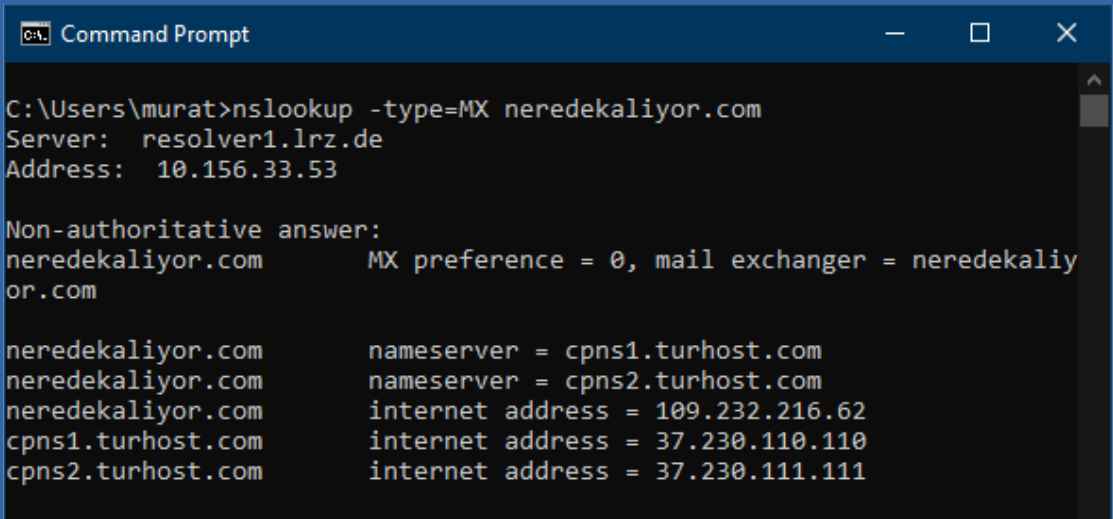 Command Prompt
C:\Users\murat>nslookup -type=MX neredekaliyor.com
Server:  resolver1.lrz.de
Address:  10.156.33.53
Non-authoritative answer:
neredekaliyor.com       MX preference = 0, mail exchanger = neredekaliy
or.com
neredekaliyor.com       nameserver = cpns1.turhost.com
neredekaliyor.com       nameserver = cpns2.turhost.com
neredekaliyor.com       internet address = 109.232.216.62
cpns1.turhost.com       internet address = 37.230.110.110
cpns2.turhost.com       internet address = 37.230.111.111